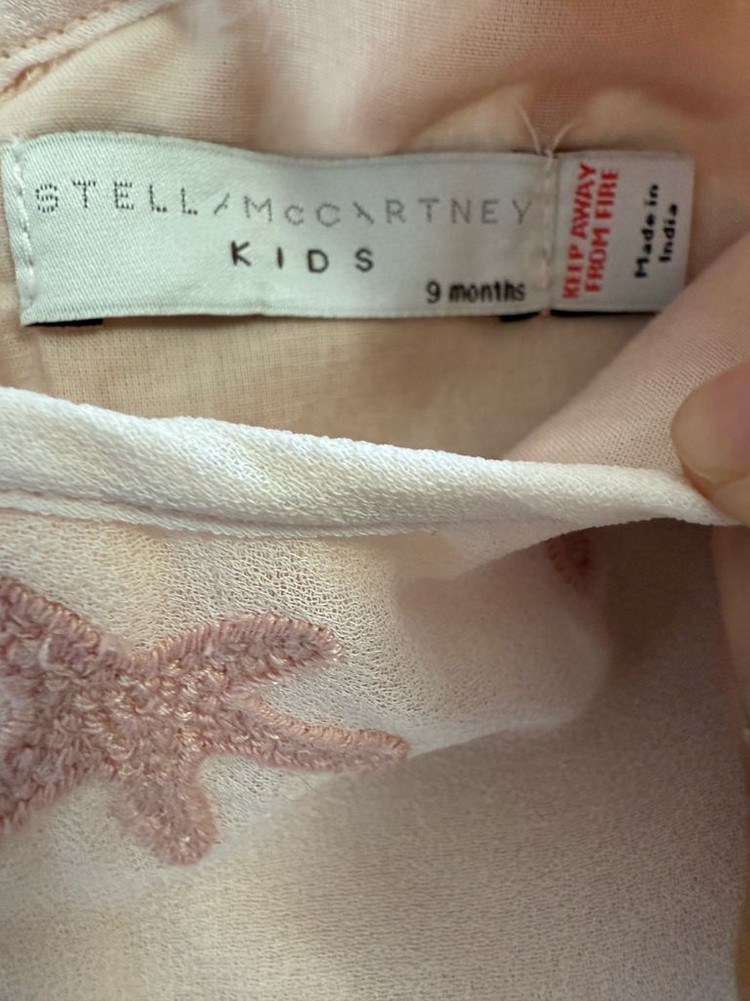 STELLA McCARTNEY
KIDS
9 months
KEEP AWAY
FROM FIRE
Made in
India